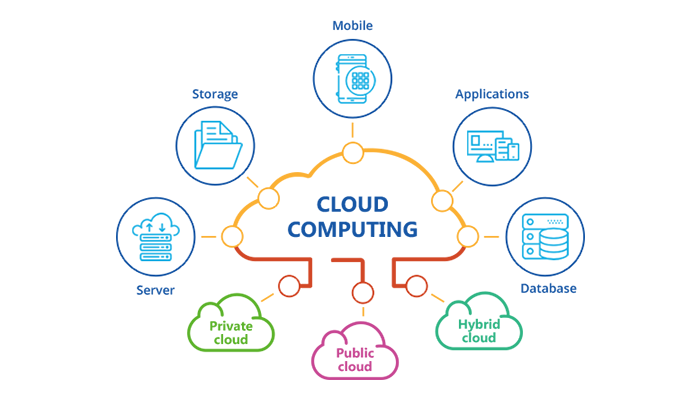 Mobile
Storage
Applications
CLOUD
COMPUTING
Server
Database
Private
cloud
Public
cloud
Hybrid
cloud